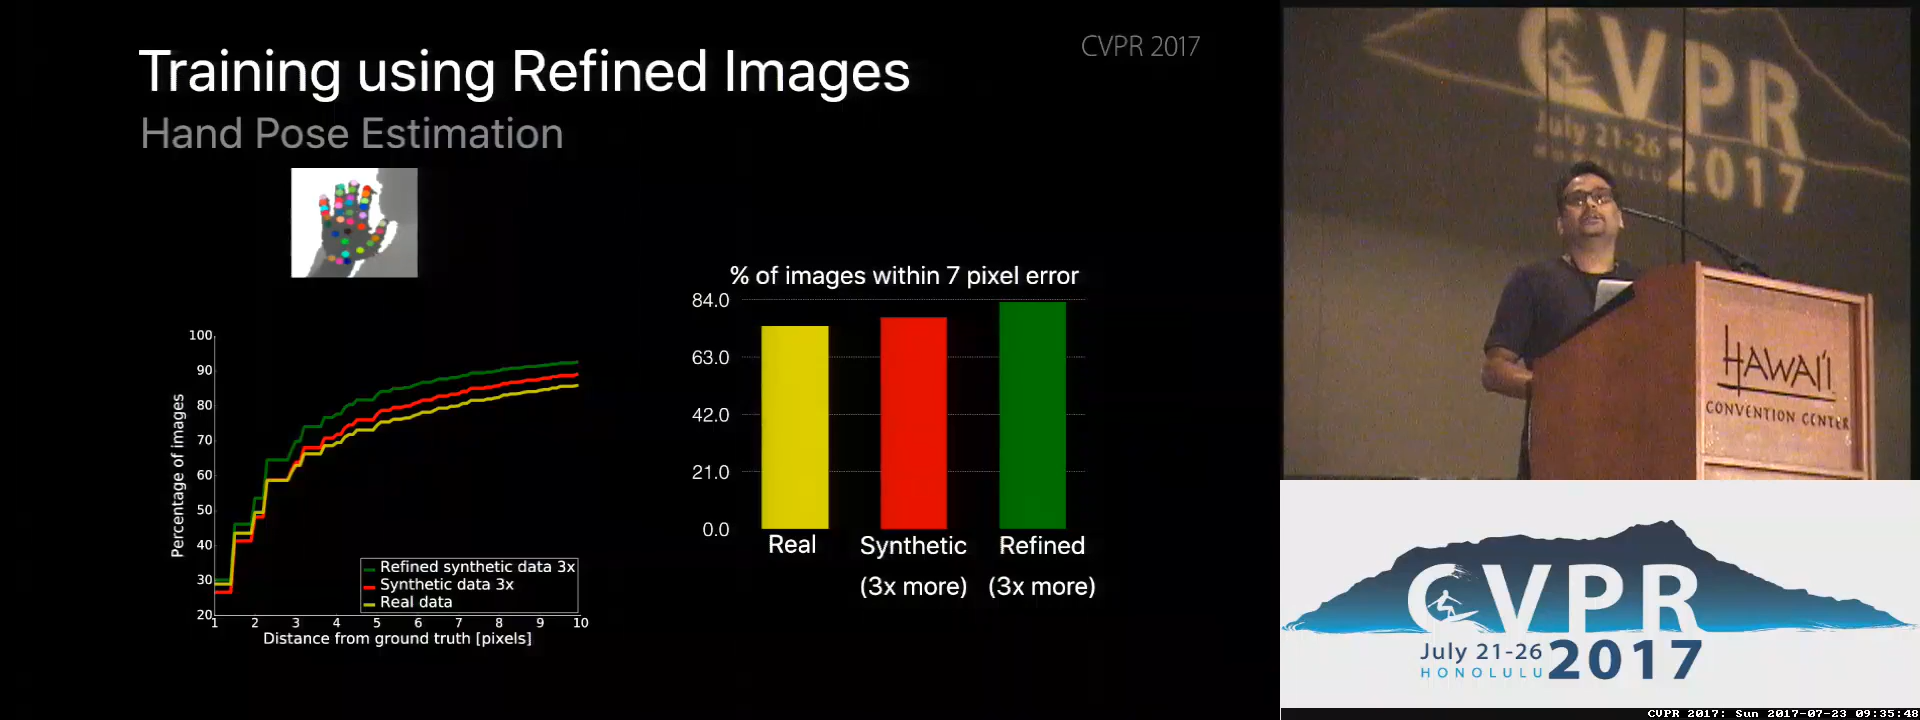 Training using Refined Images
CVPR 2017
Hand Pose Estimation
% of images within 7 pixel error
84.0
63.0
42.0
21.0
0.0
Real
Synthetic
Refined
(3x more)
(3x more)
Percentage of images
100
90
80
70
60
50
40
30
20
1
2
3
4
5
6
7
8
9
10
Refined synthetic data 3x
Synthetic data 3x
Real data
Distance from ground truth [pixels]
CVPR
July 21-26
HONOLULU
2017
HAWAI'I
CONVENTION CENTER
CVPR
July 21-26
HONOLULU
2017
CVPR 2017: Sun 2017-07-23 09:35:48